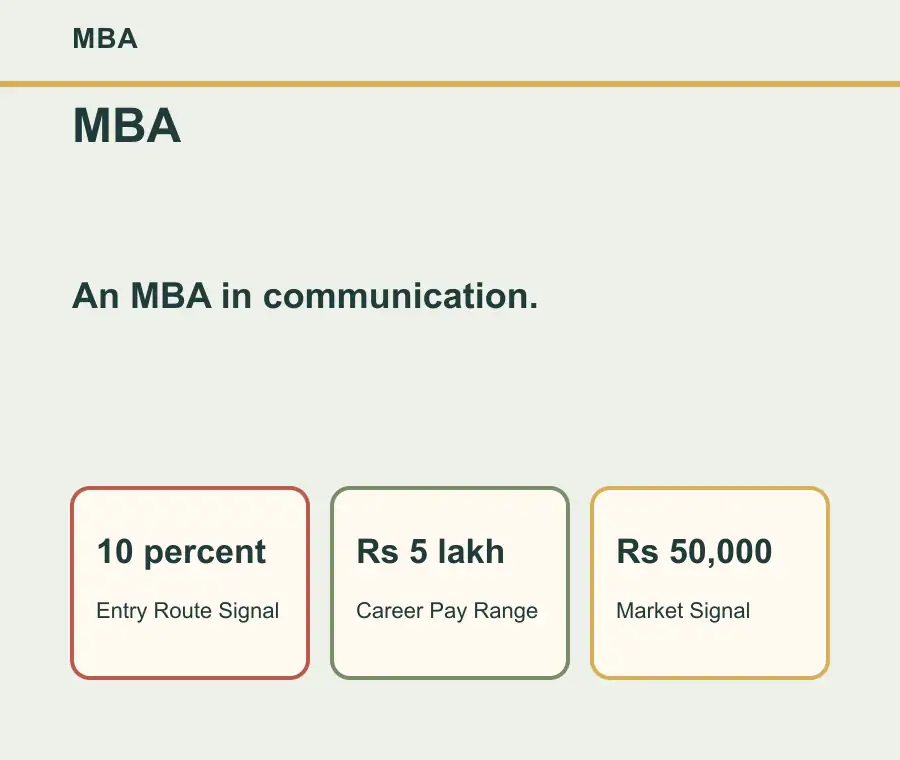 MBA
MBA
An MBA in communication.
10 percent
Entry Route Signal
Rs 5 lakh
Career Pay Range
Rs 50,000
Market Signal